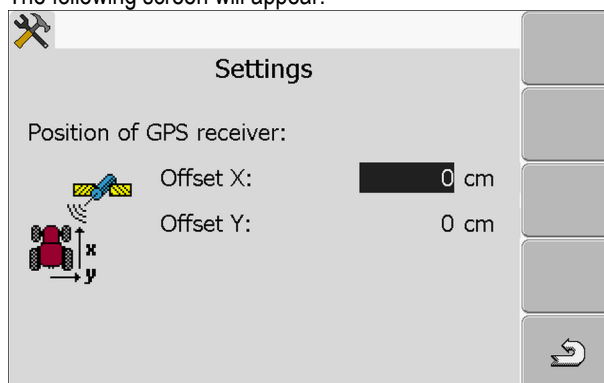 The following screen will appear:
Settings
Position of GPS receiver:
Offset X: 0 cm
Offset Y: 0 cm
x
y